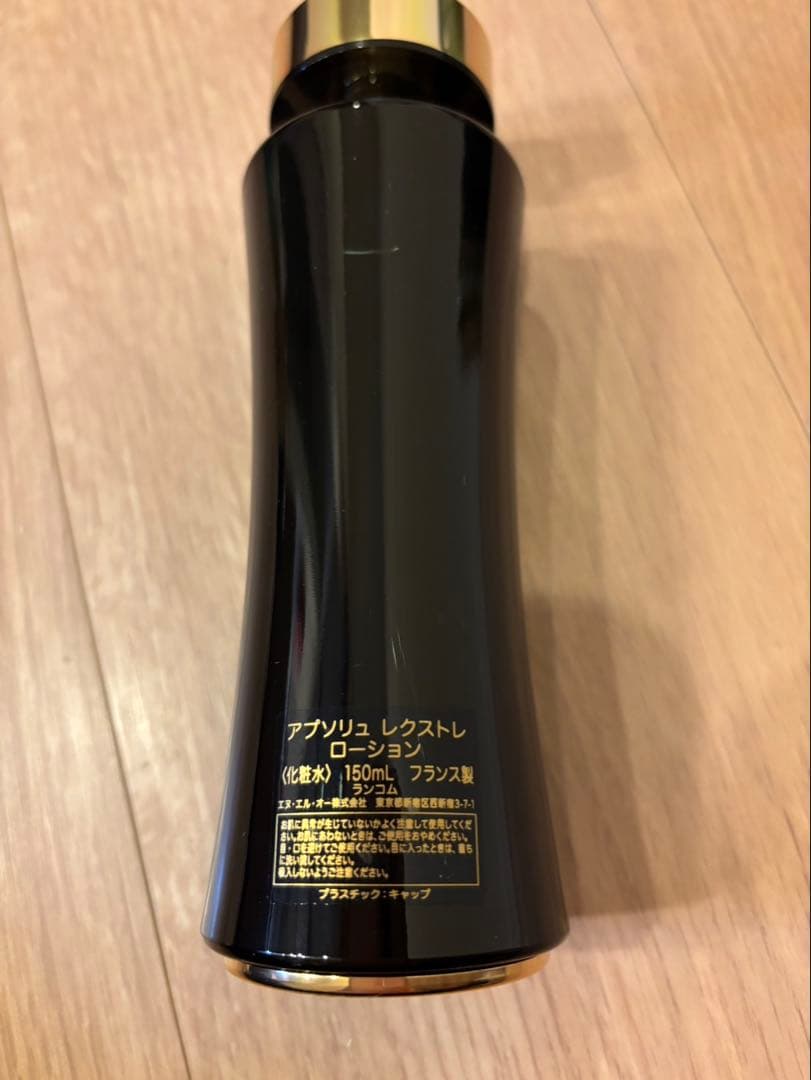 アプソリュ レクストレ
ローション
〈化粧水〉 150mL フランス製
ランコム
エヌ・エル・オー株式会社 東京都新宿区西新宿3-7-1
お肌に異常が生じていないかよく注意して使用してくだ
さい。お肌にあわないときは、ご使用をおやめください。
目・口を避けてご使用ください。目に入ったときは、直ち
に洗い流してください。
吸入しないようご注意ください。
プラスチック：キャップ